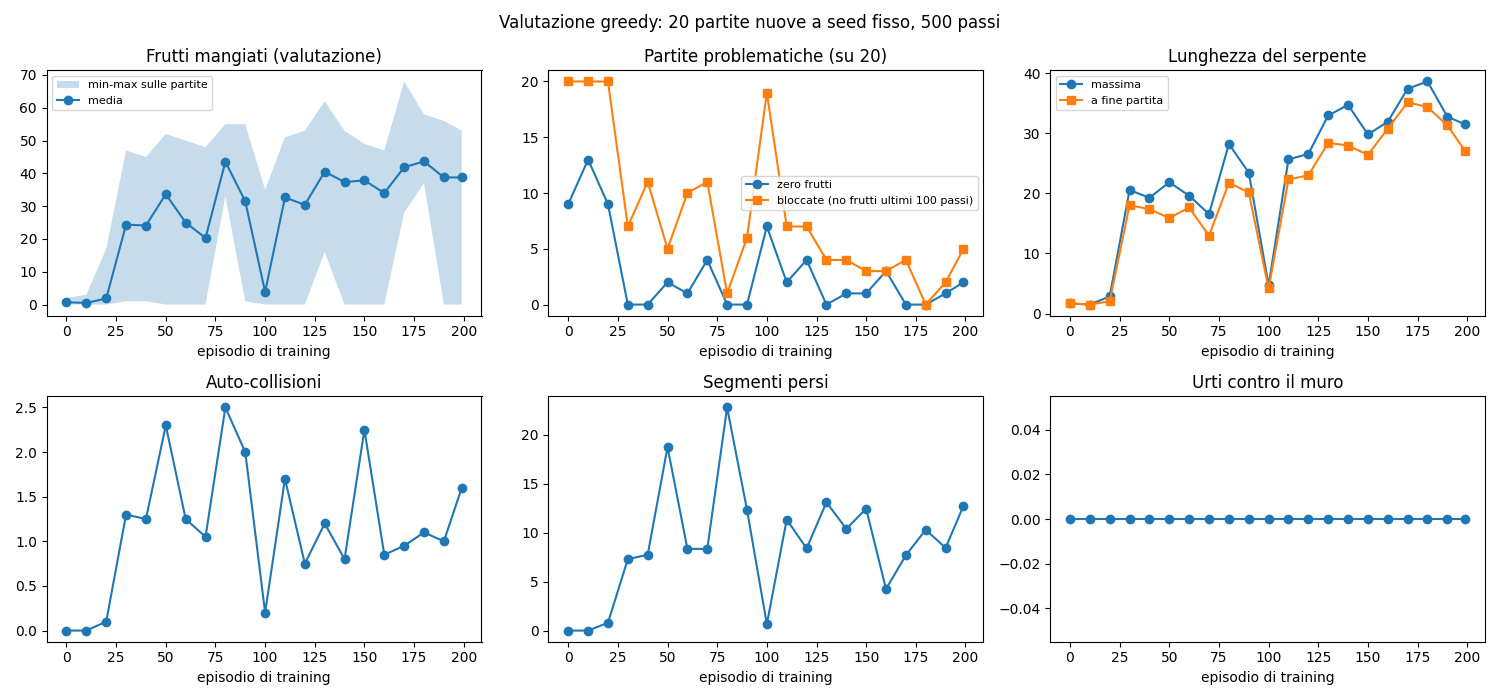 Valutazione greedy: 20 partite nuove a seed fisso, 500 passi
Frutti mangiati (valutazione)
min-max sulle partite
media
70
60
50
40
30
20
10
0
0 25 50 75 100 125 150 175 200
episodio di training
Partite problematiche (su 20)
zero frutti
bloccate (no frutti ultimi 100 passi)
20
15
10
5
0
0 25 50 75 100 125 150 175 200
episodio di training
Lunghezza del serpente
massima
a fine partita
40
30
20
10
0
0 25 50 75 100 125 150 175 200
episodio di training
Auto-collisioni
2.5
2.0
1.5
1.0
0.5
0.0
0 25 50 75 100 125 150 175 200
episodio di training
Segmenti persi
20
15
10
5
0
0 25 50 75 100 125 150 175 200
episodio di training
Urti contro il muro
0.04
0.02
0.00
−0.02
−0.04
0 25 50 75 100 125 150 175 200
episodio di training